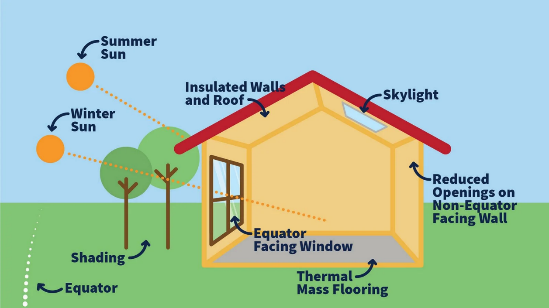 Summer
Sun
Winter
Sun
Insulated Walls
and Roof
Skylight
Reduced
Openings on
Non-Equator
Facing Wall
Equator
Facing Window
Shading
Thermal
Mass Flooring
Equator